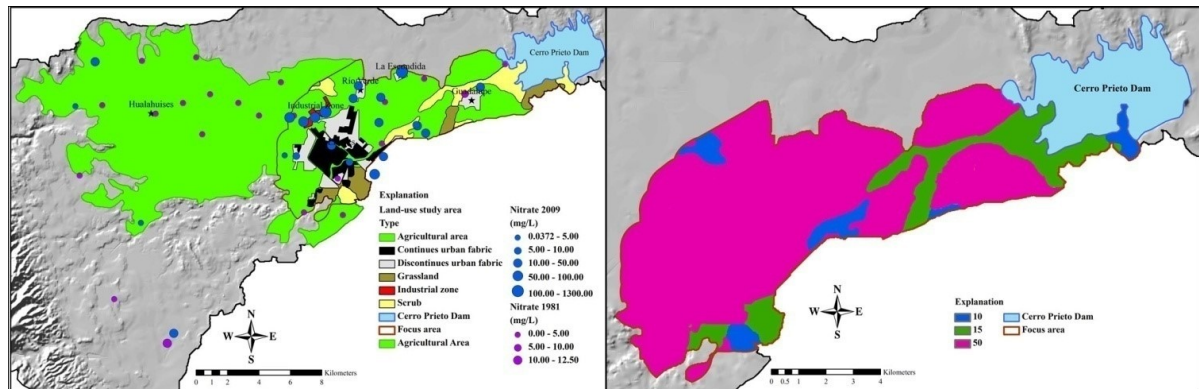 Cerro Prieto Dam
La Escondida
Rio Verde
Guadalupe
Hualahuises
Industrial Zone
Explanation
Land-use study area
Type
Agricultural area
Continues urban fabric
Discontinues urban fabric
Grassland
Industrial zone
Scrub
Cerro Prieto Dam
Focus area
Agricultural Area
Nitrate 2009
(mg/L)
0.0372 - 5.00
5.00 - 10.00
10.00 - 50.00
50.00 - 100.00
100.00 - 1300.00
Nitrate 1981
(mg/L)
0.00 - 5.00
5.00 - 10.00
10.00 - 12.50
N
W E
S
Kilometers
0 1 2 4 6 8
Cerro Prieto Dam
N
W E
S
Explanation
10 Cerro Prieto Dam
15 Focus area
50
Kilometers
0 0.5 1 2 3 4